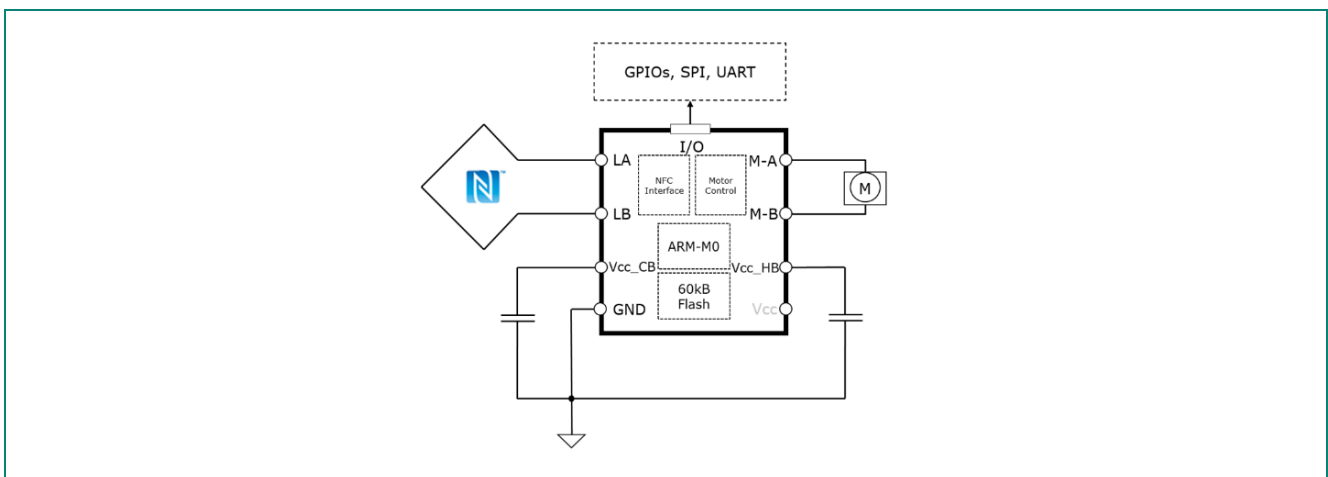 GPIOs, SPI, UART
I/O
LA
M-A
NFC
Interface
Motor
Control
M
LB
M-B
ARM-M0
Vcc_CB
Vcc_HB
60kB
Flash
GND
Vcc